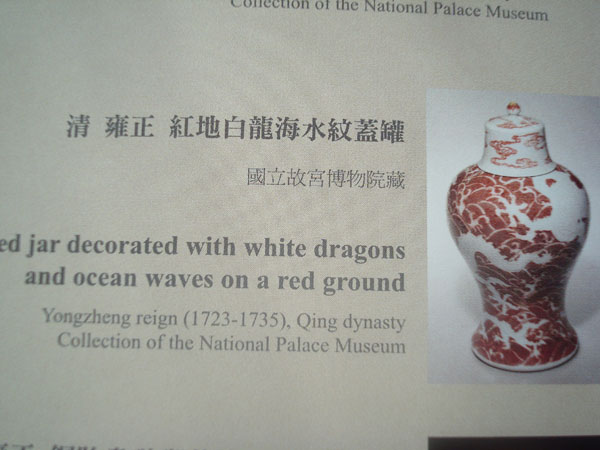 Collection of the National Palace Museum
清 雍正 紅地白龍海水紋蓋罐
國立故宮博物院藏
ed jar decorated with white dragons
and ocean waves on a red ground
Yongzheng reign (1723-1735), Qing dynasty
Collection of the National Palace Museum